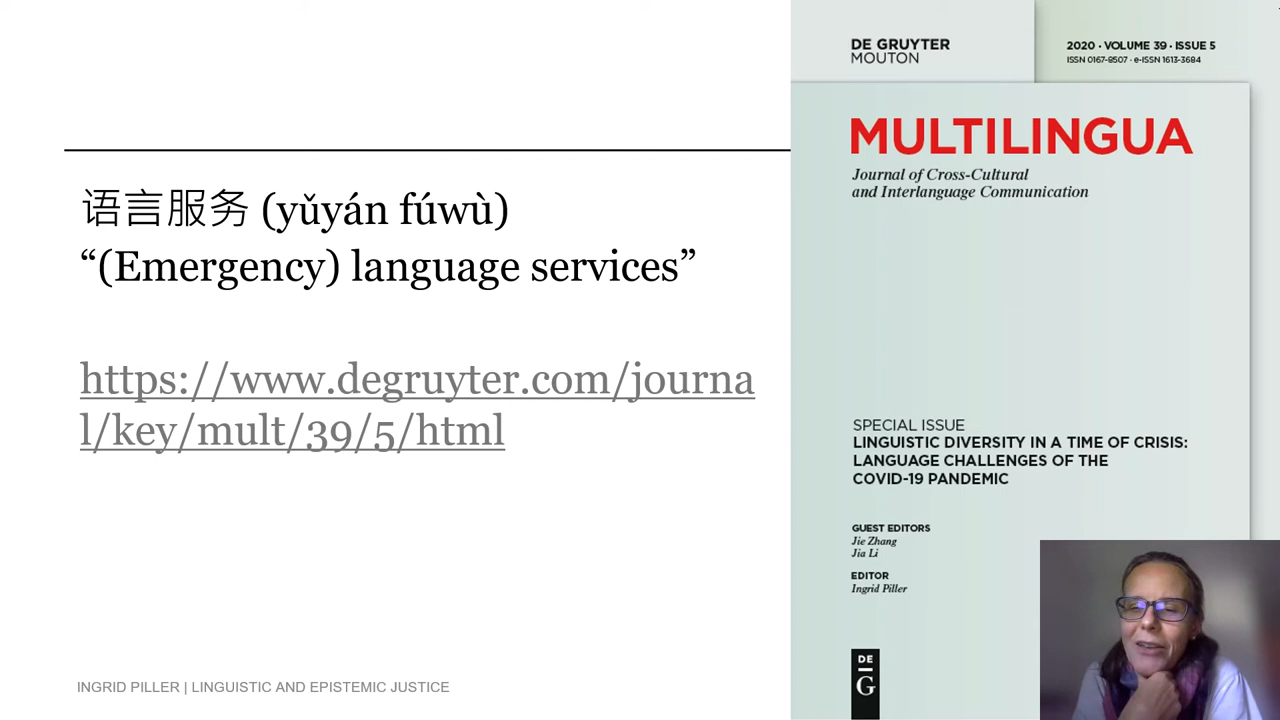 语言服务 (yǔyán fúwù)
“(Emergency) language services”
https://www.degruyter.com/journa
l/key/mult/39/5/html
INGRID PILLER | LINGUISTIC AND EPISTEMIC JUSTICE
DE GRUYTER
MOUTON
2020 · VOLUME 39 · ISSUE 5
ISSN 0167-8507 · e-ISSN 1613-3684
MULTILINGUA
Journal of Cross-Cultural
and Interlanguage Communication
SPECIAL ISSUE
LINGUISTIC DIVERSITY IN A TIME OF CRISIS:
LANGUAGE CHALLENGES OF THE
COVID-19 PANDEMIC
GUEST EDITORS
Jie Zhang
Jia Li
EDITOR
Ingrid Piller
DE
G